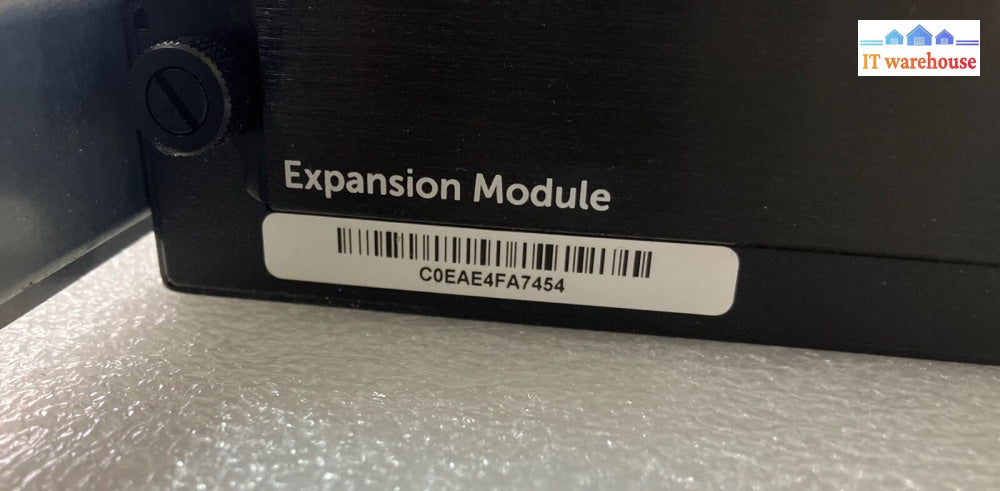 IT warehouse
Expansion Module
C0EAE4FA7454